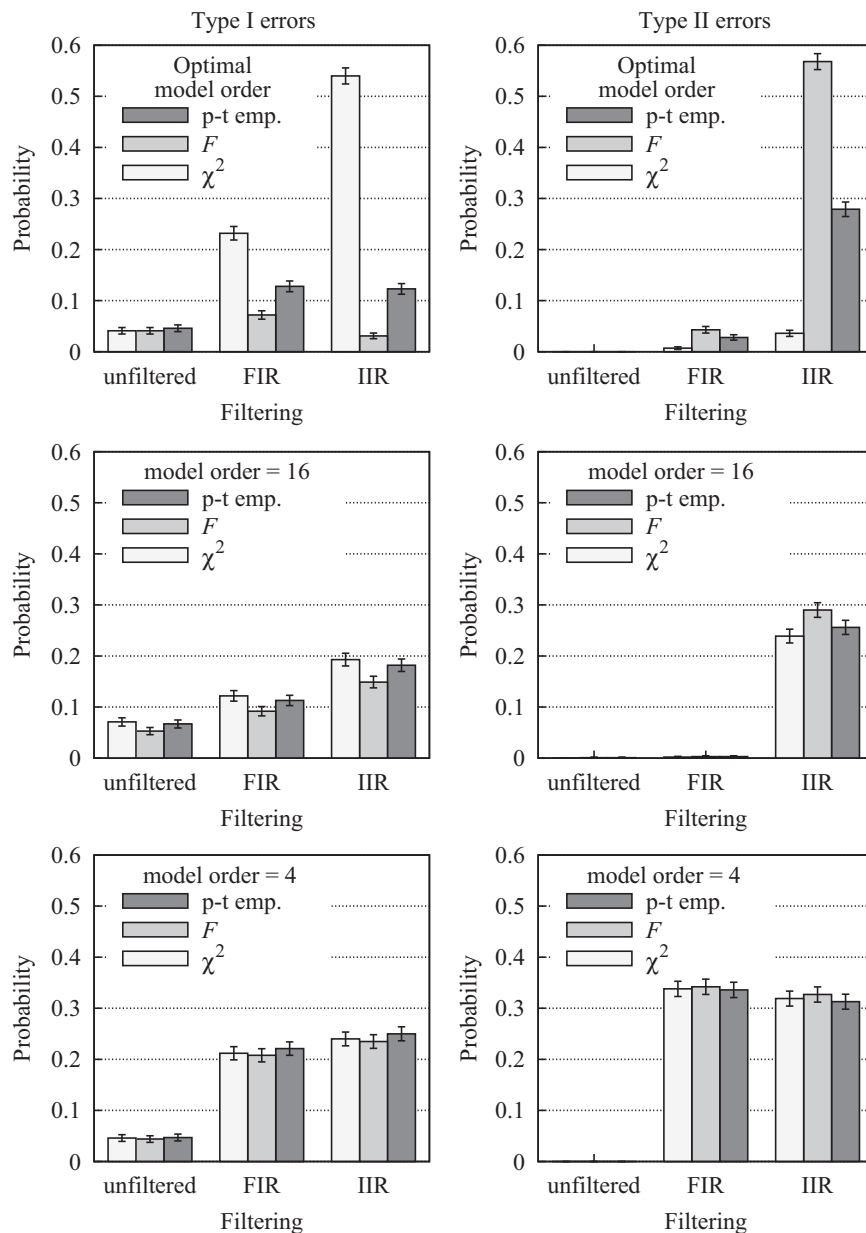 Type I errors
0.6
0.5
0.4
0.3
0.2
0.1
0
Probability
Optimal
model order
p-t emp.
F
χ²
unfiltered FIR IIR
Filtering
Type II errors
0.6
0.5
0.4
0.3
0.2
0.1
0
Probability
Optimal
model order
p-t emp.
F
χ²
unfiltered FIR IIR
Filtering
0.6
0.5
0.4
0.3
0.2
0.1
0
Probability
model order = 16
p-t emp.
F
χ²
unfiltered FIR IIR
Filtering
0.6
0.5
0.4
0.3
0.2
0.1
0
Probability
model order = 16
p-t emp.
F
χ²
unfiltered FIR IIR
Filtering
0.6
0.5
0.4
0.3
0.2
0.1
0
Probability
model order = 4
p-t emp.
F
χ²
unfiltered FIR IIR
Filtering
0.6
0.5
0.4
0.3
0.2
0.1
0
Probability
model order = 4
p-t emp.
F
χ²
unfiltered FIR IIR
Filtering